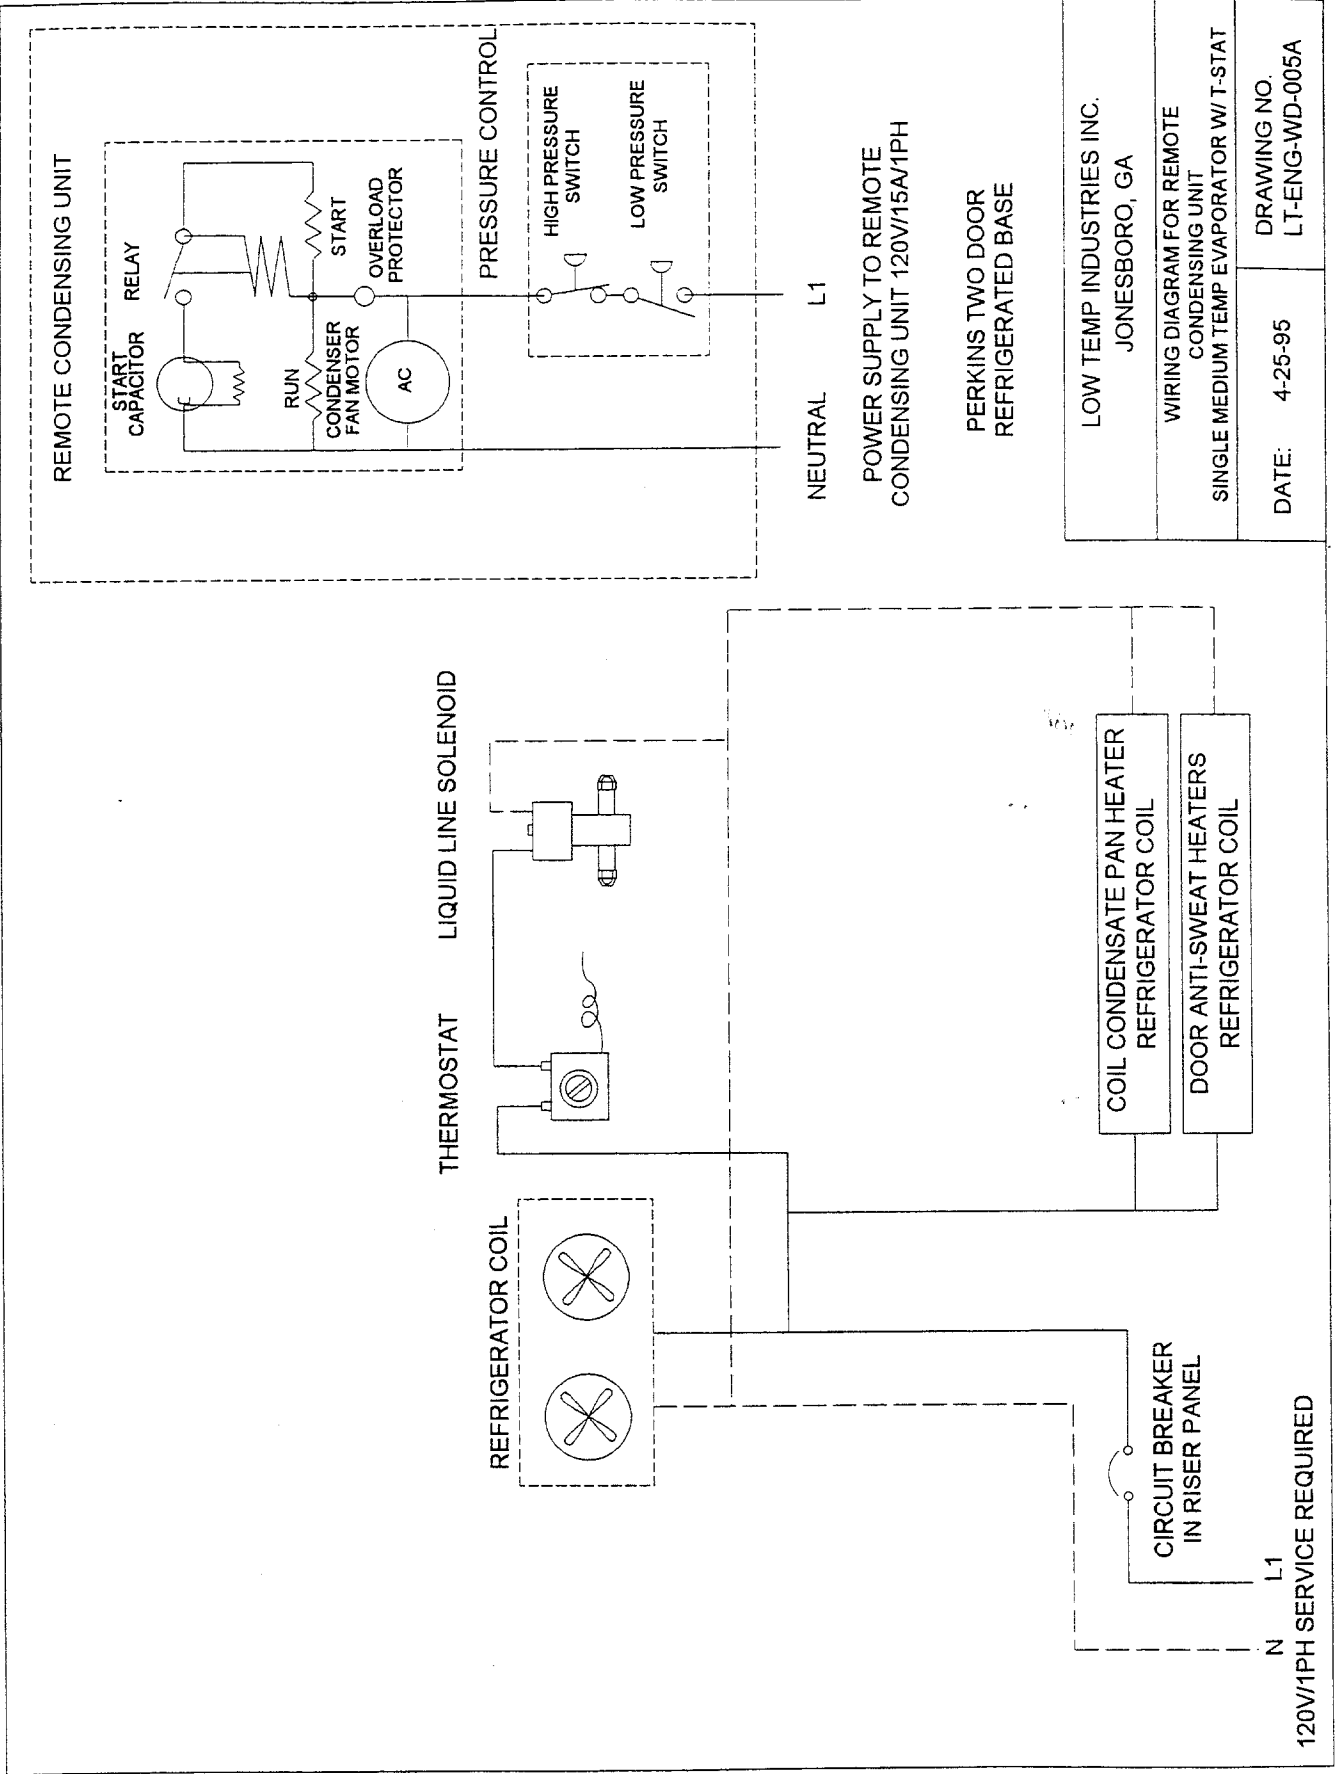 REMOTE CONDENSING UNIT
START
CAPACITOR
RELAY
RUN
START
CONDENSER
FAN MOTOR
OVERLOAD
PROTECTOR
AC
PRESSURE CONTROL
HIGH PRESSURE
SWITCH
LOW PRESSURE
SWITCH
NEUTRAL
L1
POWER SUPPLY TO REMOTE
CONDENSING UNIT 120V/15A/1PH
PERKINS TWO DOOR
REFRIGERATED BASE
THERMOSTAT
LIQUID LINE SOLENOID
REFRIGERATOR COIL
COIL CONDENSATE PAN HEATER
REFRIGERATOR COIL
DOOR ANTI-SWEAT HEATERS
REFRIGERATOR COIL
CIRCUIT BREAKER
IN RISER PANEL
N
L1
120V/1PH SERVICE REQUIRED
LOW TEMP INDUSTRIES INC.
JONESBORO, GA
WIRING DIAGRAM FOR REMOTE
CONDENSING UNIT
SINGLE MEDIUM TEMP EVAPORATOR W/ T-STAT
DATE: 4-25-95
DRAWING NO.
LT-ENG-WD-005A